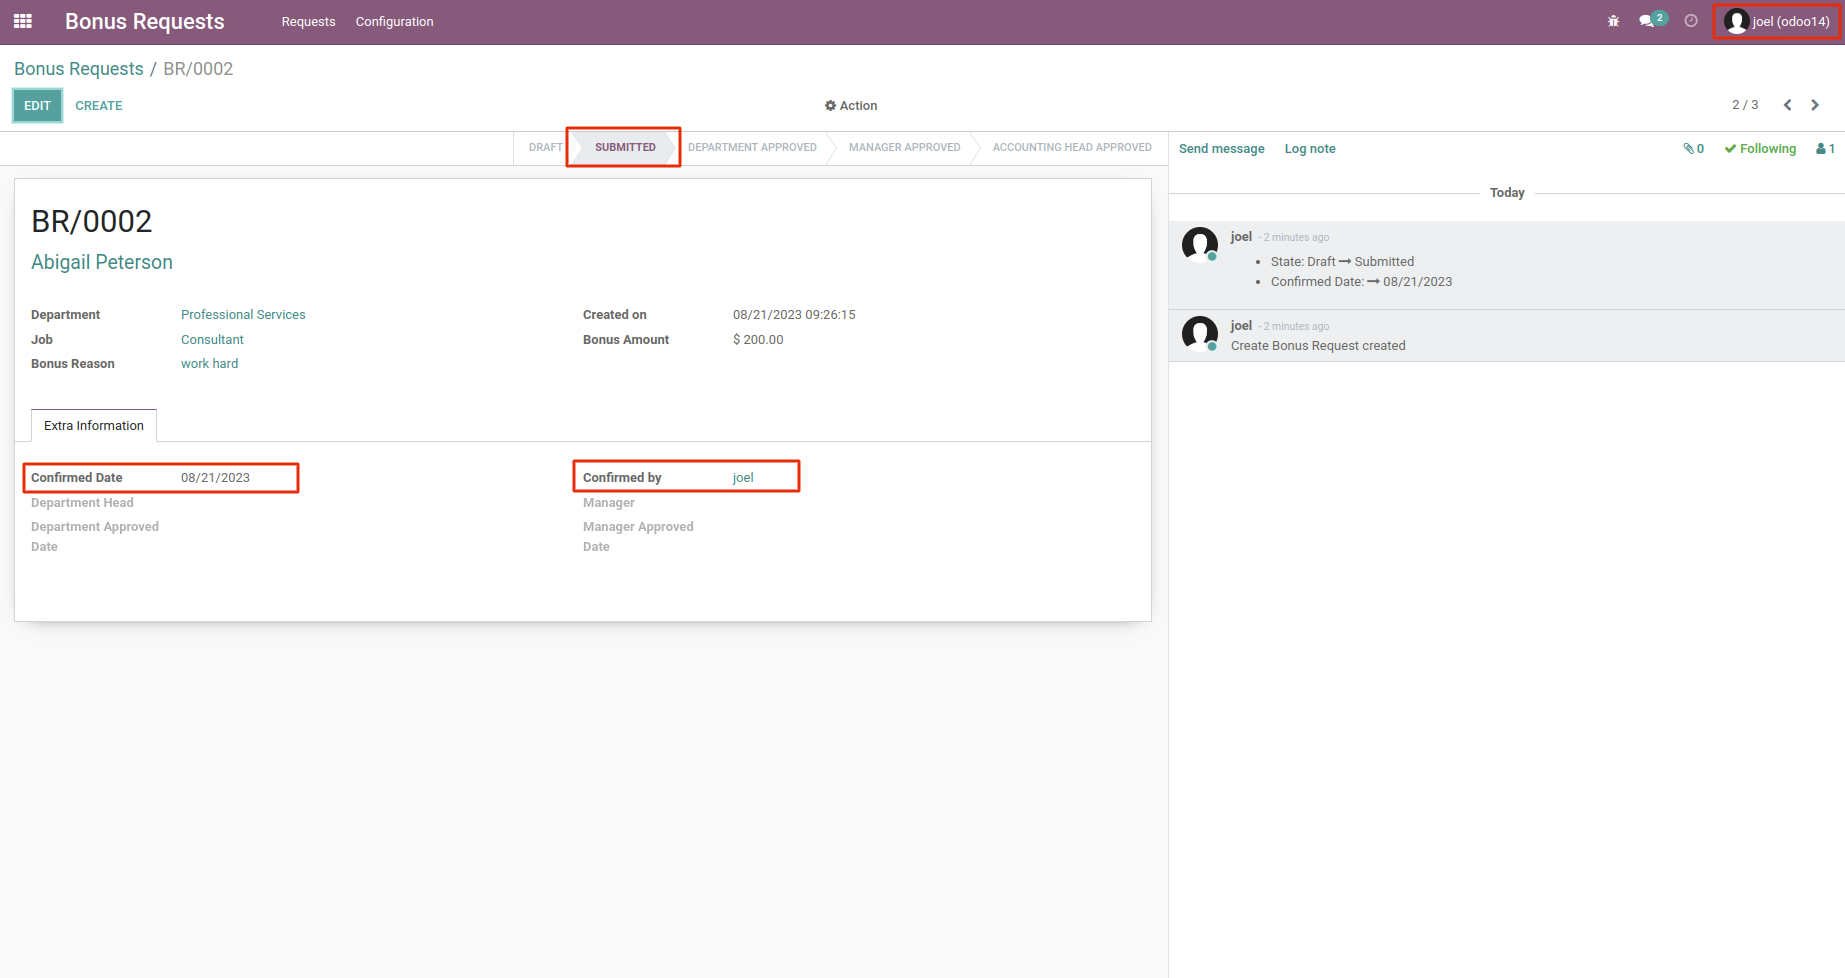 Bonus Requests
Requests Configuration
2
joel (odoo14)
Bonus Requests / BR/0002
EDIT CREATE
Action
2 / 3
DRAFT SUBMITTED DEPARTMENT APPROVED MANAGER APPROVED ACCOUNTING HEAD APPROVED
BR/0002
Abigail Peterson
Department Professional Services
Job Consultant
Bonus Reason work hard
Created on 08/21/2023 09:26:15
Bonus Amount $ 200.00
Extra Information
Confirmed Date 08/21/2023
Department Head
Department Approved
Date
Confirmed by joel
Manager
Manager Approved
Date
Send message Log note
0 Following 1
Today
joel - 2 minutes ago
• State: Draft → Submitted
• Confirmed Date: → 08/21/2023
joel - 2 minutes ago
Create Bonus Request created